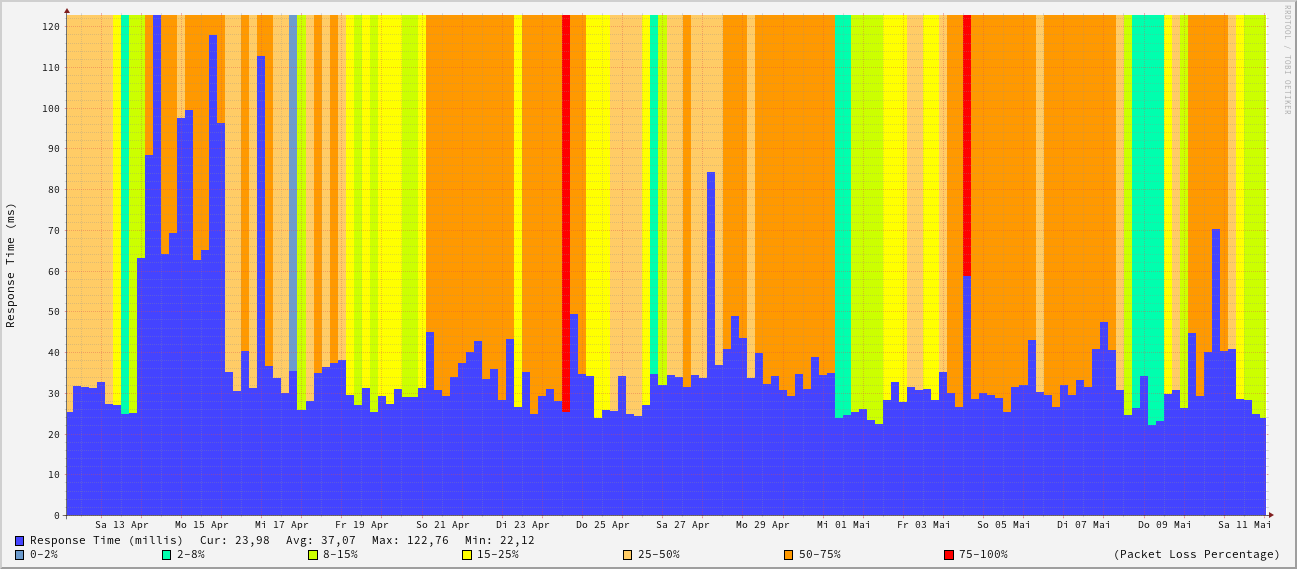 RRDTOOL / TOBI OETIKER
Response Time (ms)
120
110
100
90
80
70
60
50
40
30
20
10
0
Sa 13 Apr Mo 15 Apr Mi 17 Apr Fr 19 Apr So 21 Apr Di 23 Apr Do 25 Apr Sa 27 Apr Mo 29 Apr Mi 01 Mai Fr 03 Mai So 05 Mai Di 07 Mai Do 09 Mai Sa 11 Mai
Response Time (millis) Cur: 23,98 Avg: 37,07 Max: 122,76 Min: 22,12
0-2% 2-8% 8-15% 15-25% 25-50% 50-75% 75-100% (Packet Loss Percentage)